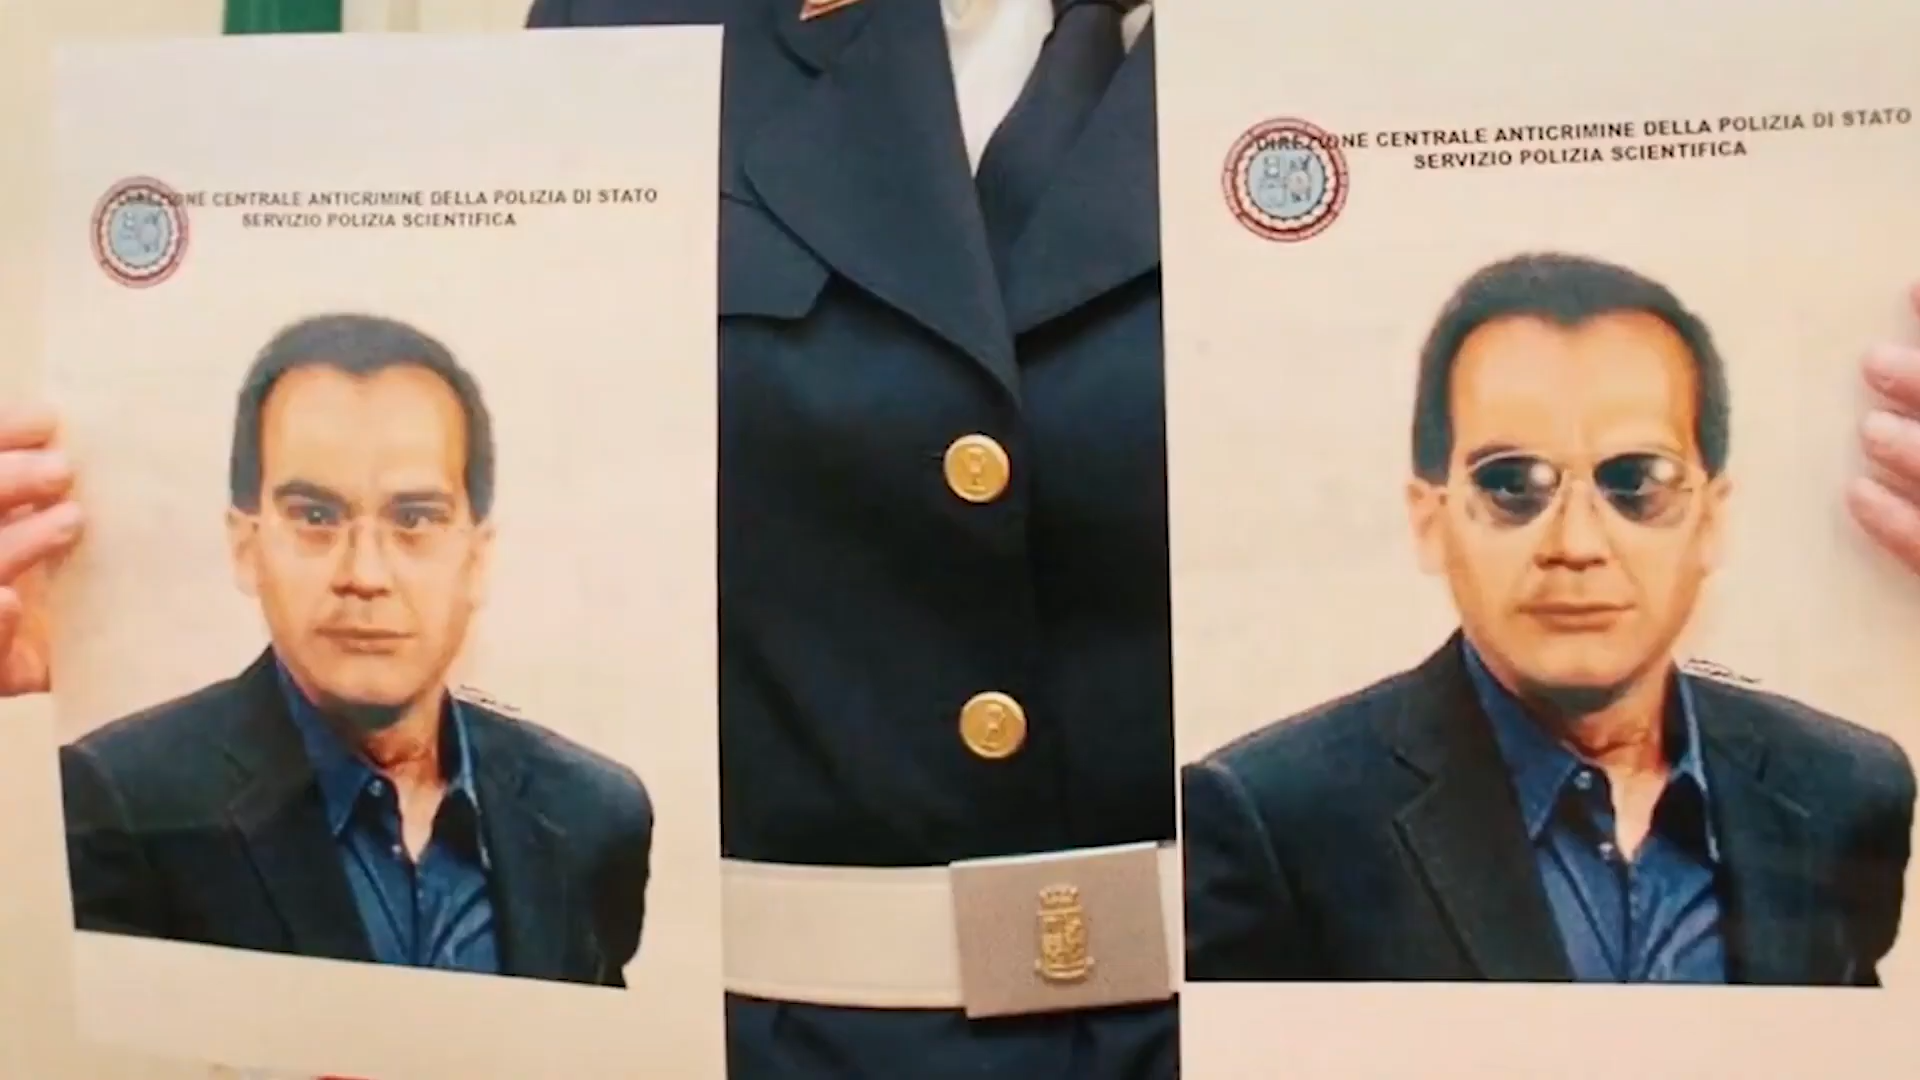 DIREZIONE CENTRALE ANTICRIMINE DELLA POLIZIA DI STATO
SERVIZIO POLIZIA SCIENTIFICA
DIREZIONE CENTRALE ANTICRIMINE DELLA POLIZIA DI STATO
SERVIZIO POLIZIA SCIENTIFICA